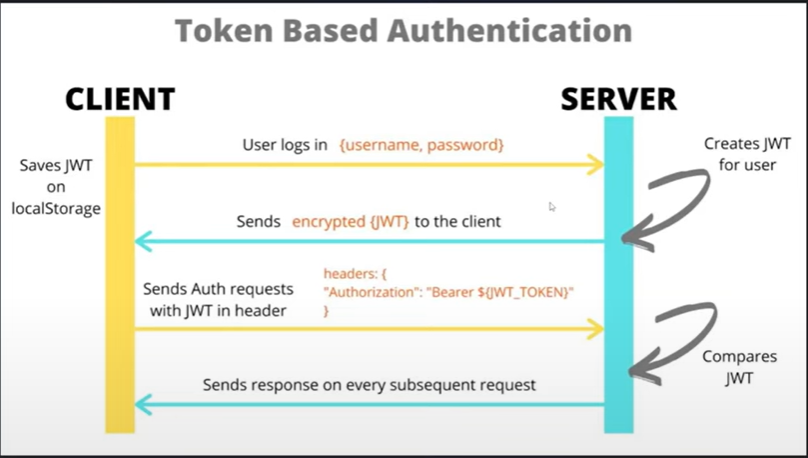 Token Based Authentication
CLIENT
SERVER
User logs in {username, password}
Creates JWT
for user
Saves JWT
on
localStorage
Sends encrypted {JWT} to the client
Sends Auth requests
with JWT in header
headers: {
"Authorization": "Bearer ${JWT_TOKEN}"
}
Compares
JWT
Sends response on every subsequent request